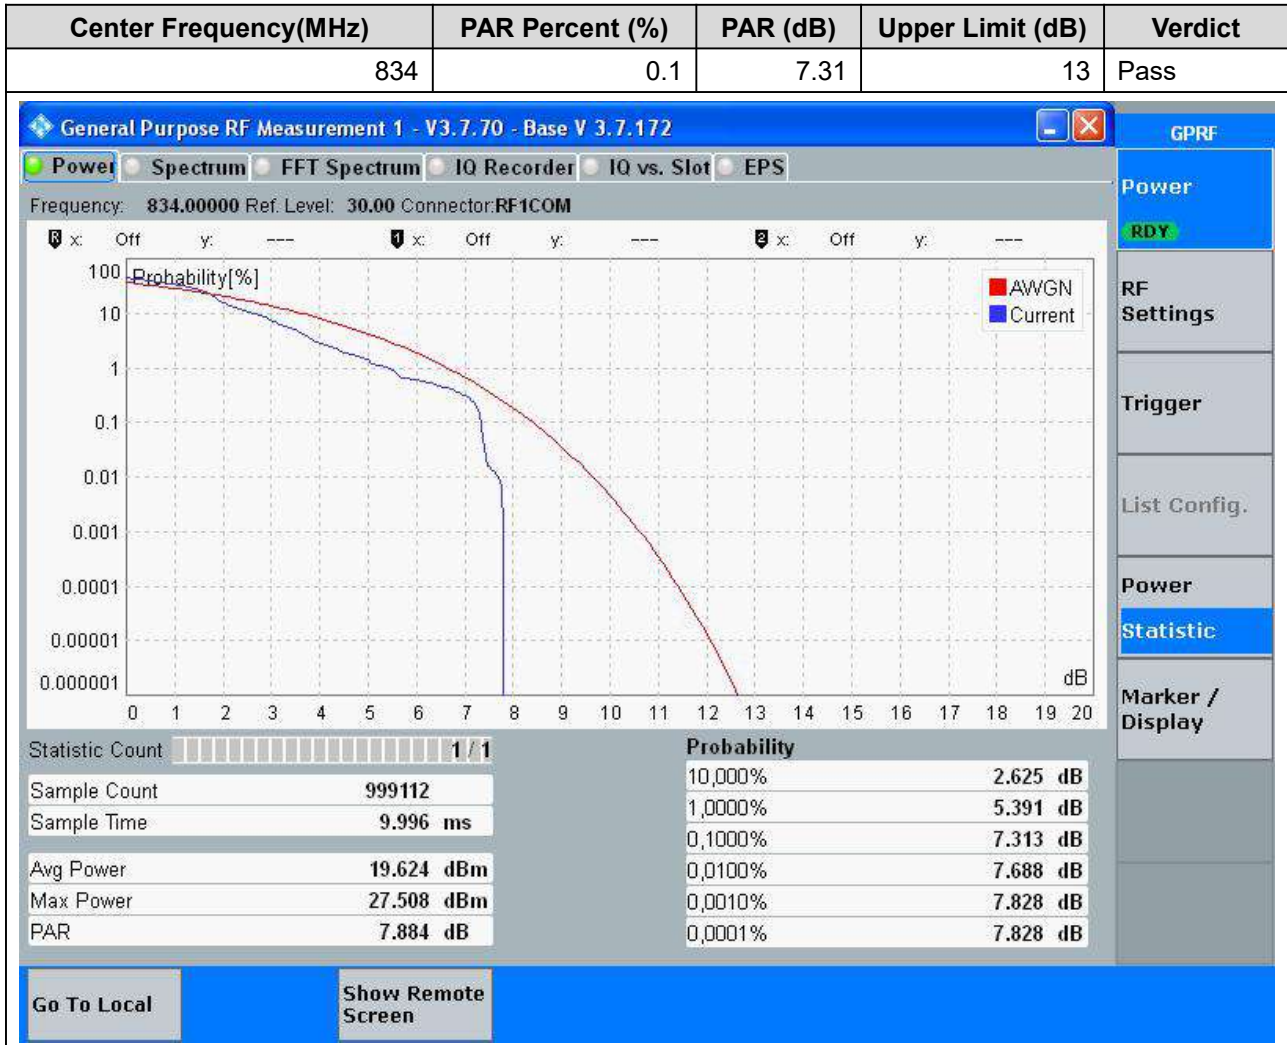 Center Frequency(MHz) PAR Percent (%) PAR (dB) Upper Limit (dB) Verdict
834 0.1 7.31 13 Pass
General Purpose RF Measurement 1 - V3.7.70 - Base V 3.7.172
GPRF
Power Spectrum FFT Spectrum IQ Recorder IQ vs. Slot EPS
Power
RDY
Frequency: 834.00000 Ref. Level: 30.00 Connector:RF1COM
R x: Off y: --- 1 x: Off y: --- 2 x: Off y: ---
Probability[%]
AWGN
Current
100
10
1
0.1
0.01
0.001
0.0001
0.00001
0.000001
dB
0 1 2 3 4 5 6 7 8 9 10 11 12 13 14 15 16 17 18 19 20
RF
Settings
Trigger
List Config.
Power
Statistic
Marker /
Display
Statistic Count 1 / 1
Sample Count 999112
Sample Time 9.996 ms
Avg Power 19.624 dBm
Max Power 27.508 dBm
PAR 7.884 dB
Probability
10,000% 2.625 dB
1,0000% 5.391 dB
0,1000% 7.313 dB
0,0100% 7.688 dB
0,0010% 7.828 dB
0,0001% 7.828 dB
Go To Local
Show Remote
Screen